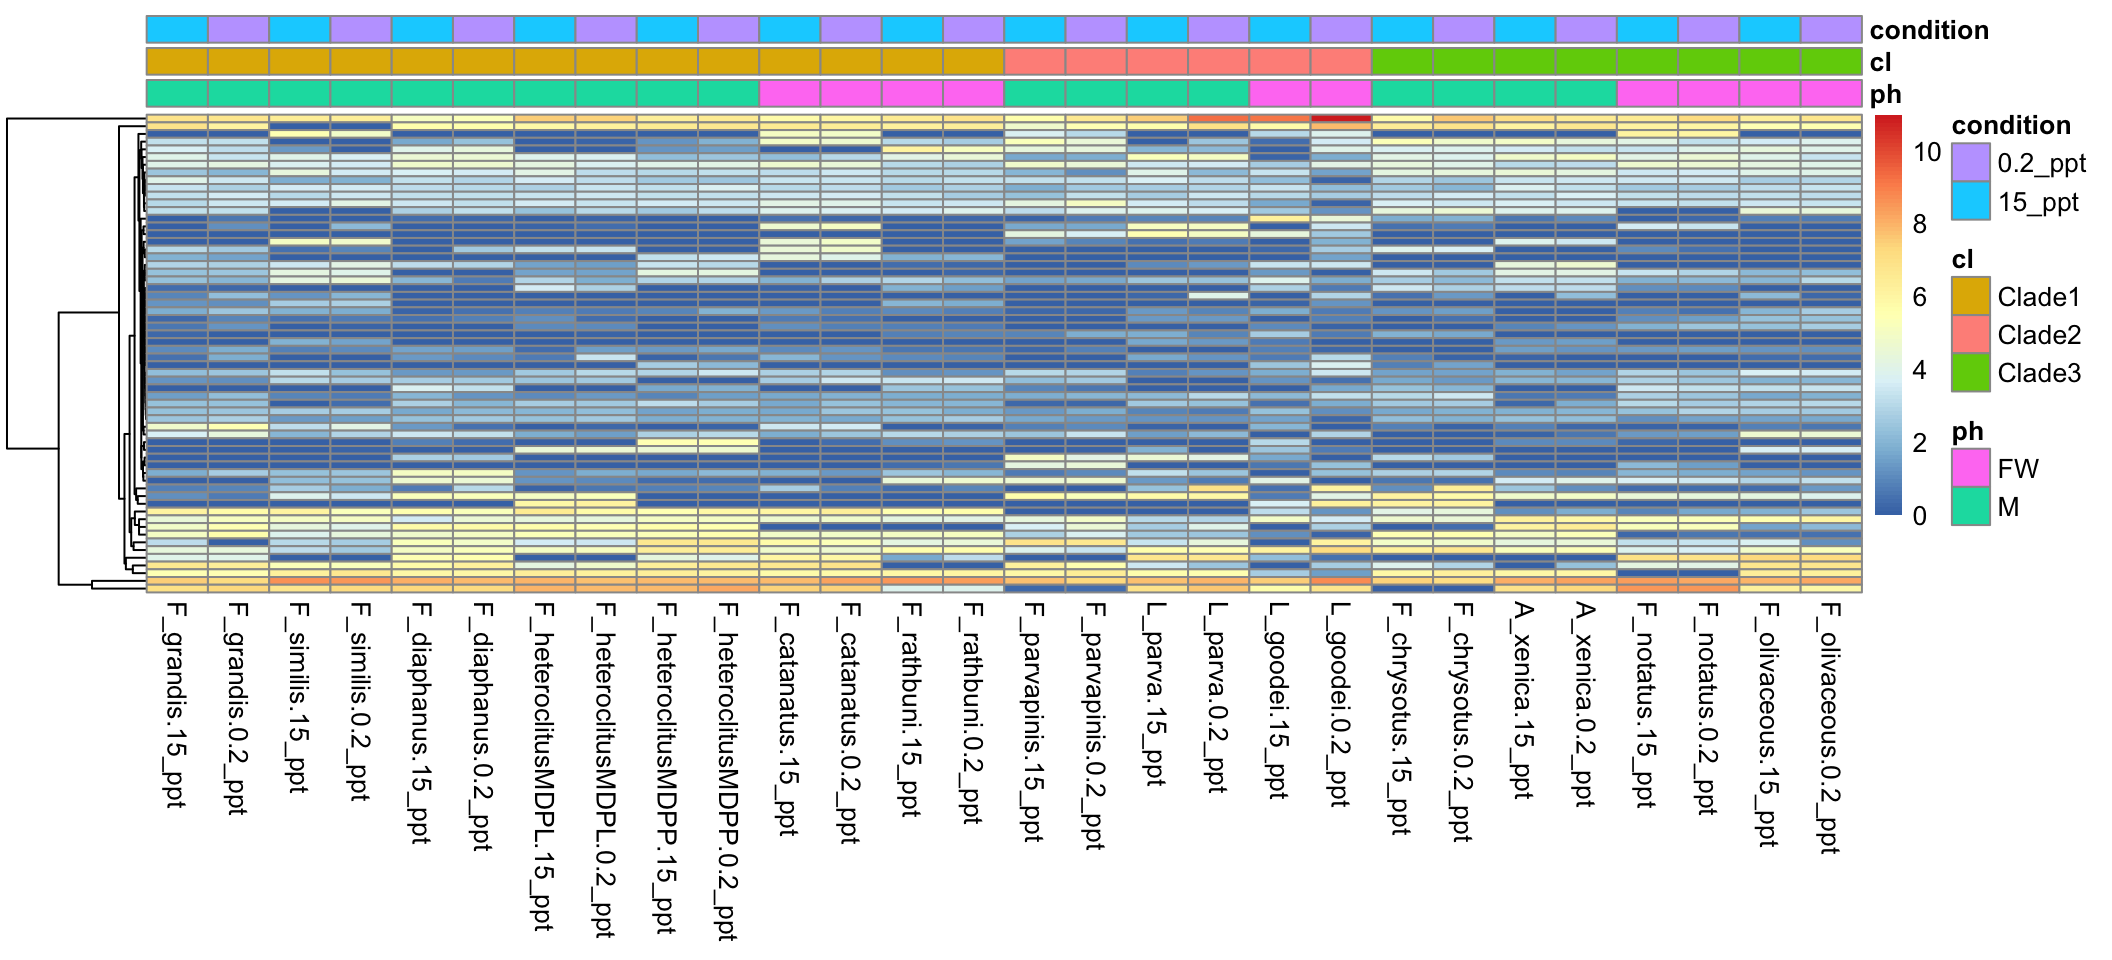 condition
cl
ph
condition
0.2_ppt
15_ppt
cl
Clade1
Clade2
Clade3
ph
FW
M
10
8
6
4
2
0
F_grandis.15_ppt
F_grandis.0.2_ppt
F_similis.15_ppt
F_similis.0.2_ppt
F_diaphanus.15_ppt
F_diaphanus.0.2_ppt
F_heteroclitusMDPL.15_ppt
F_heteroclitusMDPL.0.2_ppt
F_heteroclitusMDPP.15_ppt
F_heteroclitusMDPP.0.2_ppt
F_catanatus.15_ppt
F_catanatus.0.2_ppt
F_rathbuni.15_ppt
F_rathbuni.0.2_ppt
F_parvapinis.15_ppt
F_parvapinis.0.2_ppt
L_parva.15_ppt
L_parva.0.2_ppt
L_goodei.15_ppt
L_goodei.0.2_ppt
F_chrysotus.15_ppt
F_chrysotus.0.2_ppt
A_xenica.15_ppt
A_xenica.0.2_ppt
F_notatus.15_ppt
F_notatus.0.2_ppt
F_olivaceous.15_ppt
F_olivaceous.0.2_ppt